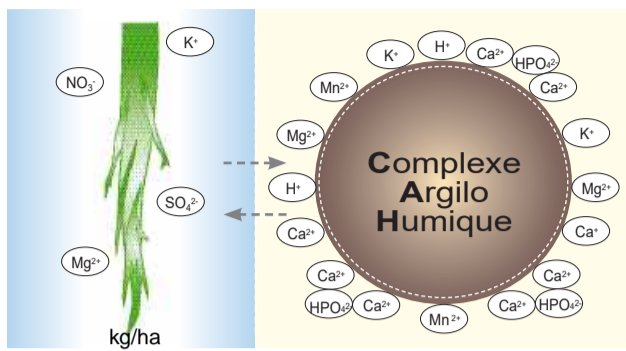 K⁺
NO₃⁻
SO₄²⁻
Mg²⁺
kg/ha
H⁺
K⁺
Ca²⁺
HPO₄²⁻
Ca²⁺
Mn²⁺
K⁺
Mg²⁺
Complexe
Argilo
Humique
H⁺
Mg²⁺
Ca²⁺
Ca⁺
Ca²⁺
HPO₄²⁻
Ca²⁺
Mn²⁺
Ca²⁺
Ca²⁺
HPO₄²⁻